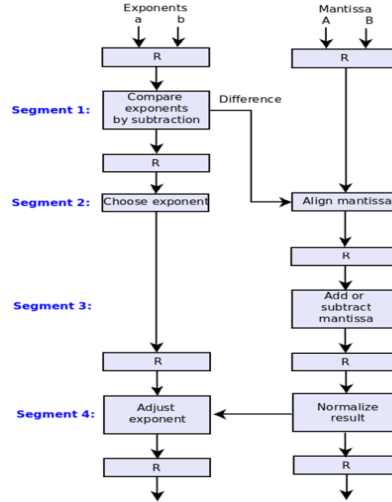 Exponents
a b
Mantissa
A B
R
R
Segment 1:
Compare
exponents
by subtraction
Difference
R
Segment 2:
Choose exponent
Align mantissa
R
Segment 3:
Add or
subtract
mantissa
R
R
Segment 4:
Adjust
exponent
Normalize
result
R
R